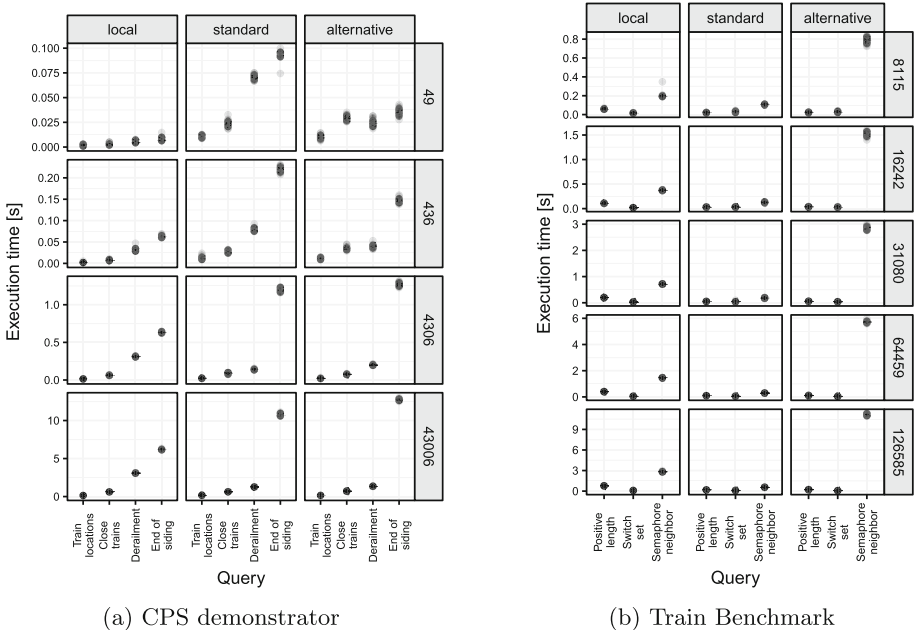 local standard alternative
0.100
0.075
0.050
0.025
0.000
49
0.20
0.15
0.10
0.05
0.00
436
1.0
0.5
0.0
4306
10
5
0
43006
Execution time [s]
Train locations
Close trains
Derailment
End of siding
Train locations
Close trains
Derailment
End of siding
Train locations
Close trains
Derailment
End of siding
Query
(a) CPS demonstrator
local standard alternative
0.8
0.6
0.4
0.2
0.0
8115
1.5
1.0
0.5
0.0
16242
3
2
1
0
31080
6
4
2
0
64459
9
6
3
0
126585
Execution time [s]
Positive length
Switch set
Semaphore neighbor
Positive length
Switch set
Semaphore neighbor
Positive length
Switch set
Semaphore neighbor
Query
(b) Train Benchmark